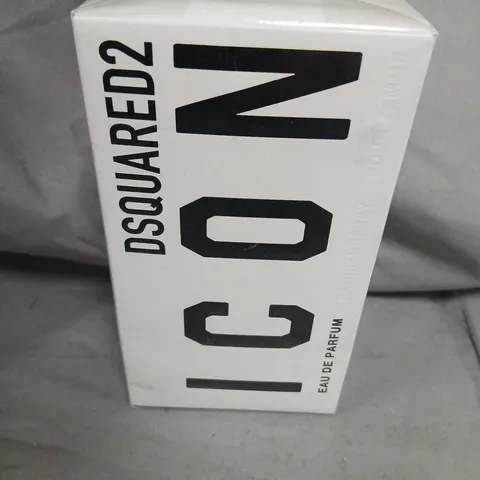 DSQUARED2
ICON
EAU DE PARFUM